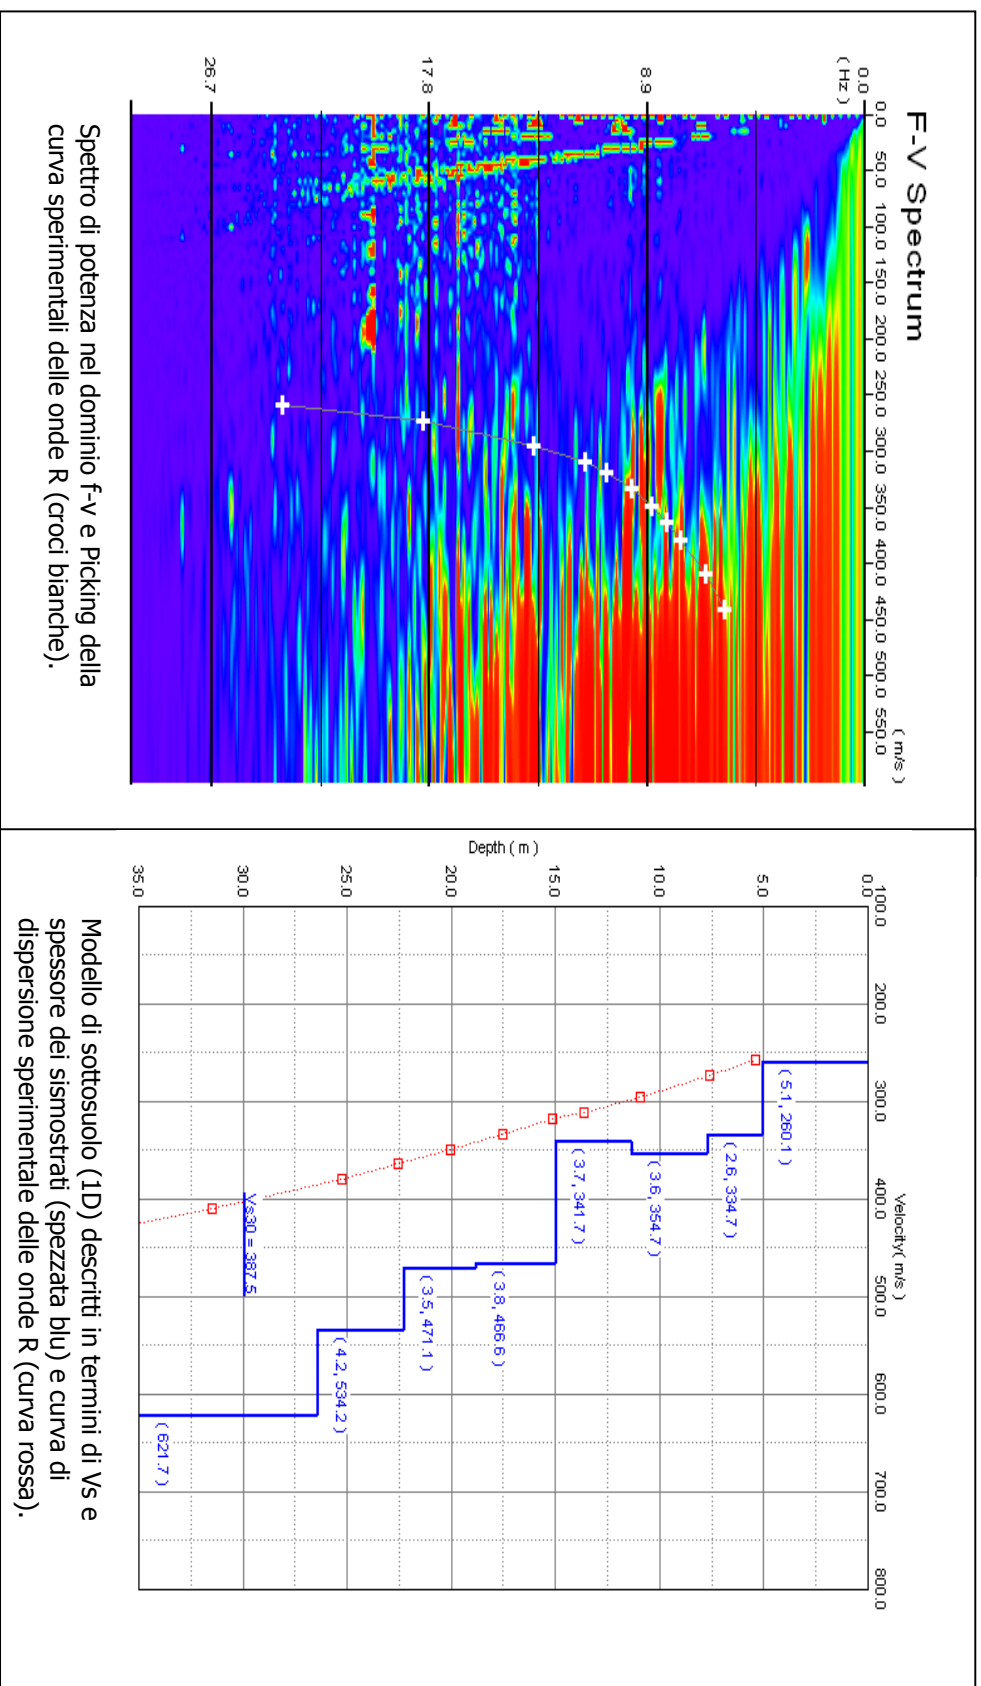 F-V Spectrum
0.0 50.0 100.0 150.0 200.0 250.0 300.0 350.0 400.0 450.0 500.0 550.0 ( m/s )
0.0
( Hz )
8.9
17.8
26.7
Spettro di potenza nel dominio f-v e Picking della
curva sperimentali delle onde R (croci bianche).
Velocity( m/s )
100.0 200.0 300.0 400.0 500.0 600.0 700.0 800.0
Depth ( m )
0.0
5.0
10.0
15.0
20.0
25.0
30.0
35.0
( 5.1, 260.1 )
( 2.6, 334.7 )
( 3.6, 354.7 )
( 3.7, 341.7 )
( 3.8, 466.6 )
( 3.5, 471.1 )
( 4.2, 534.2 )
Vs30 = 387.5
( 621.7 )
Modello di sottosuolo (1D) descritti in termini di Vs e
spessore dei sismostrati (spezzata blu) e curva di
dispersione sperimentale delle onde R (curva rossa).